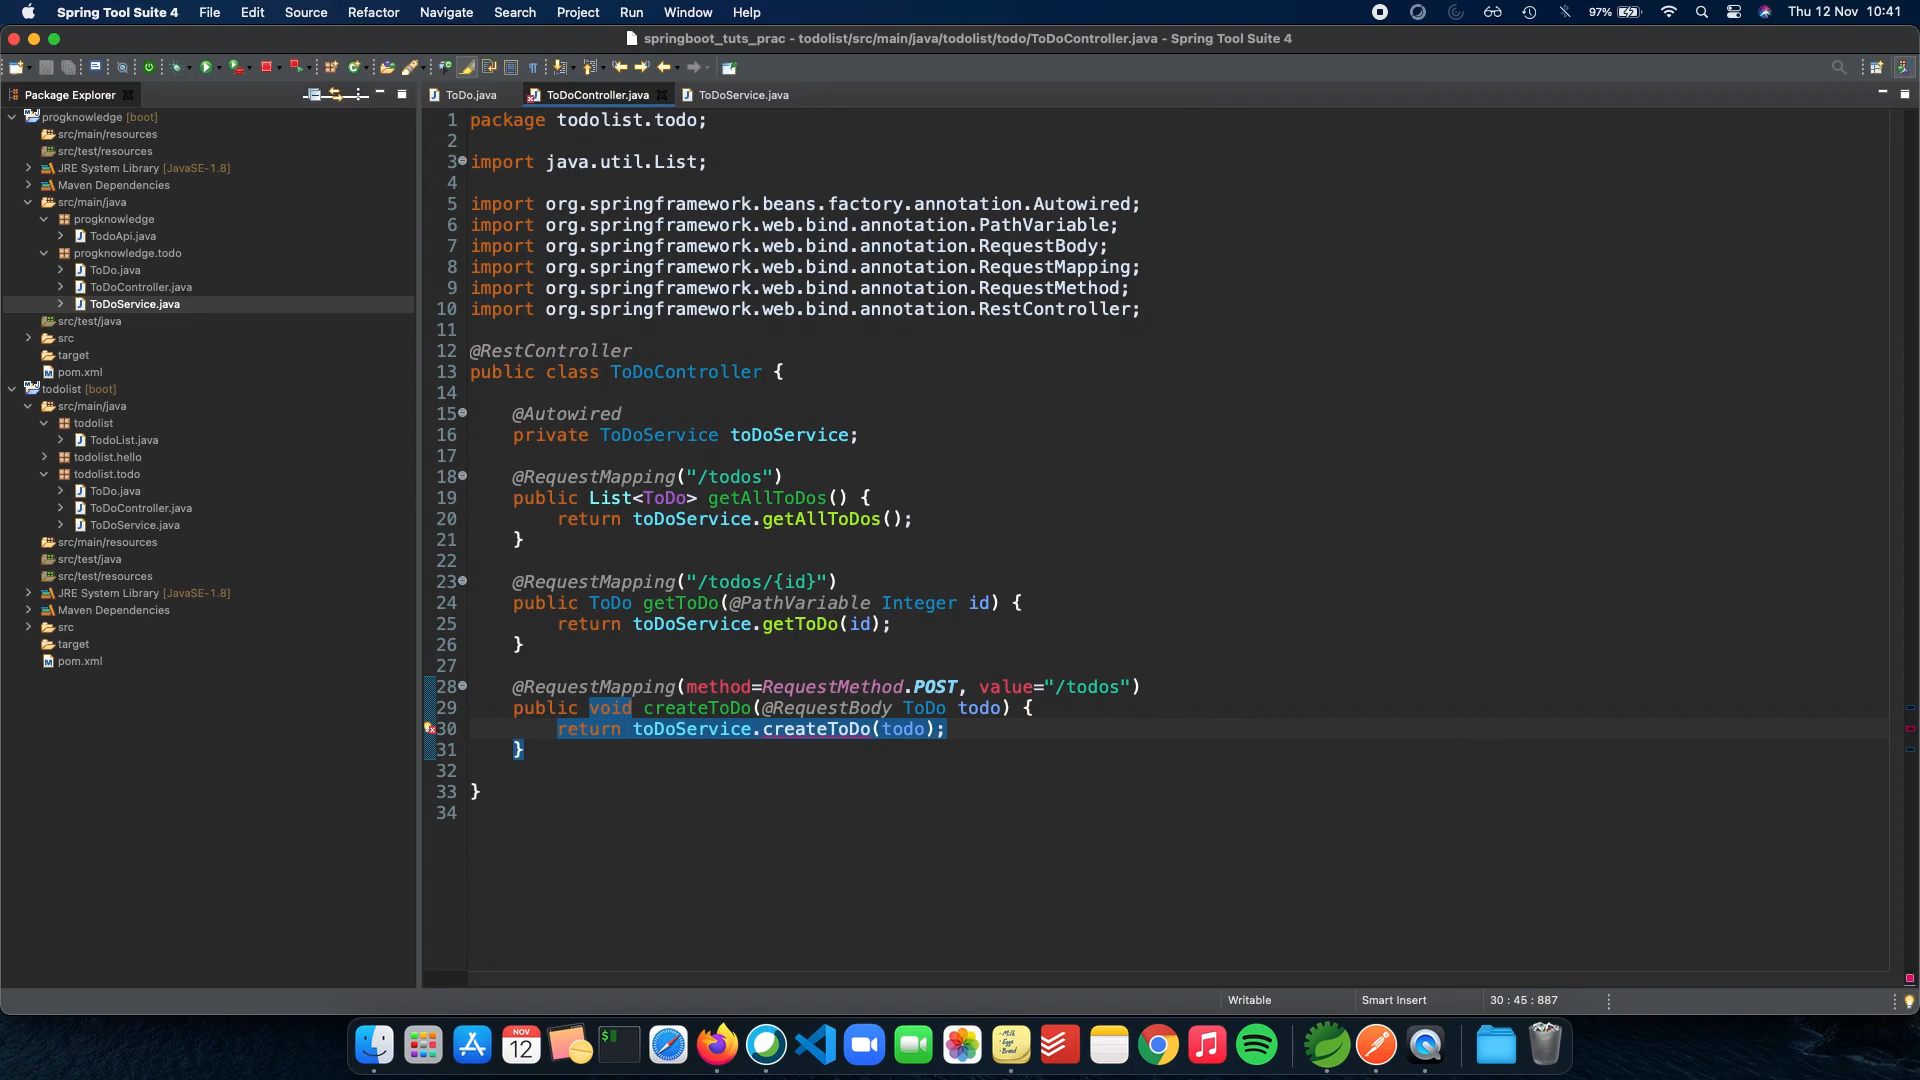 Spring Tool Suite 4 File Edit Source Refactor Navigate Search Project Run Window Help 97% Thu 12 Nov 10:41
springboot_tuts_prac - todolist/src/main/java/todolist/todo/ToDoController.java - Spring Tool Suite 4
Package Explorer
progknowledge [boot]
src/main/resources
src/test/resources
JRE System Library [JavaSE-1.8]
Maven Dependencies
src/main/java
progknowledge
TodoApi.java
progknowledge.todo
ToDo.java
ToDoController.java
ToDoService.java
src/test/java
src
target
pom.xml
todolist [boot]
src/main/java
todolist
TodoList.java
todolist.hello
todolist.todo
ToDo.java
ToDoController.java
ToDoService.java
src/main/resources
src/test/java
src/test/resources
JRE System Library [JavaSE-1.8]
Maven Dependencies
src
target
pom.xml
ToDo.java ToDoController.java ToDoService.java
1 package todolist.todo;
2
3 import java.util.List;
4
5 import org.springframework.beans.factory.annotation.Autowired;
6 import org.springframework.web.bind.annotation.PathVariable;
7 import org.springframework.web.bind.annotation.RequestBody;
8 import org.springframework.web.bind.annotation.RequestMapping;
9 import org.springframework.web.bind.annotation.RequestMethod;
10 import org.springframework.web.bind.annotation.RestController;
11
12 @RestController
13 public class ToDoController {
14
15 @Autowired
16 private ToDoService toDoService;
17
18 @RequestMapping("/todos")
19 public List<ToDo> getAllToDos() {
20 return toDoService.getAllToDos();
21 }
22
23 @RequestMapping("/todos/{id}")
24 public ToDo getToDo(@PathVariable Integer id) {
25 return toDoService.getToDo(id);
26 }
27
28 @RequestMapping(method=RequestMethod.POST, value="/todos")
29 public void createToDo(@RequestBody ToDo todo) {
30 return toDoService.createToDo(todo);
31 }
32
33 }
34
Writable Smart Insert 30 : 45 : 887
NOV
12
$
Milk
Eggs
Bread